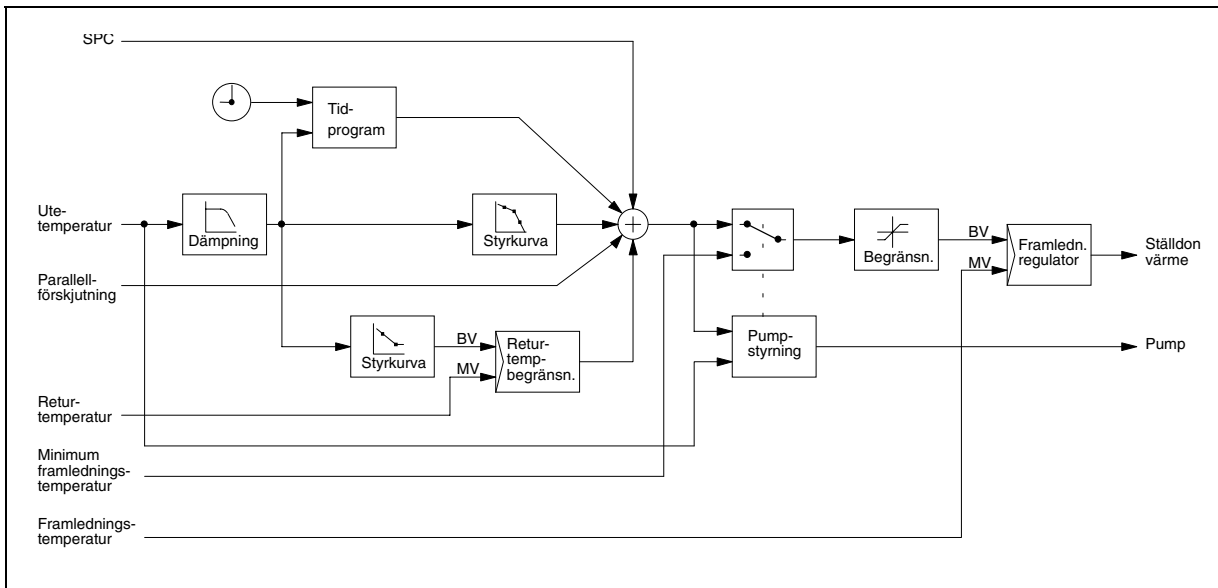 SPC
Tid-
program
Ute-
temperatur
Dämpning
Styrkurva
Begränsn.
BV
MV
Framledn.
regulator
Ställdon
värme
Parallell-
förskjutning
Styrkurva
BV
MV
Retur-
temp-
begränsn.
Pump-
styrning
Pump
Retur-
temperatur
Minimum
framlednings-
temperatur
Framlednings-
temperatur